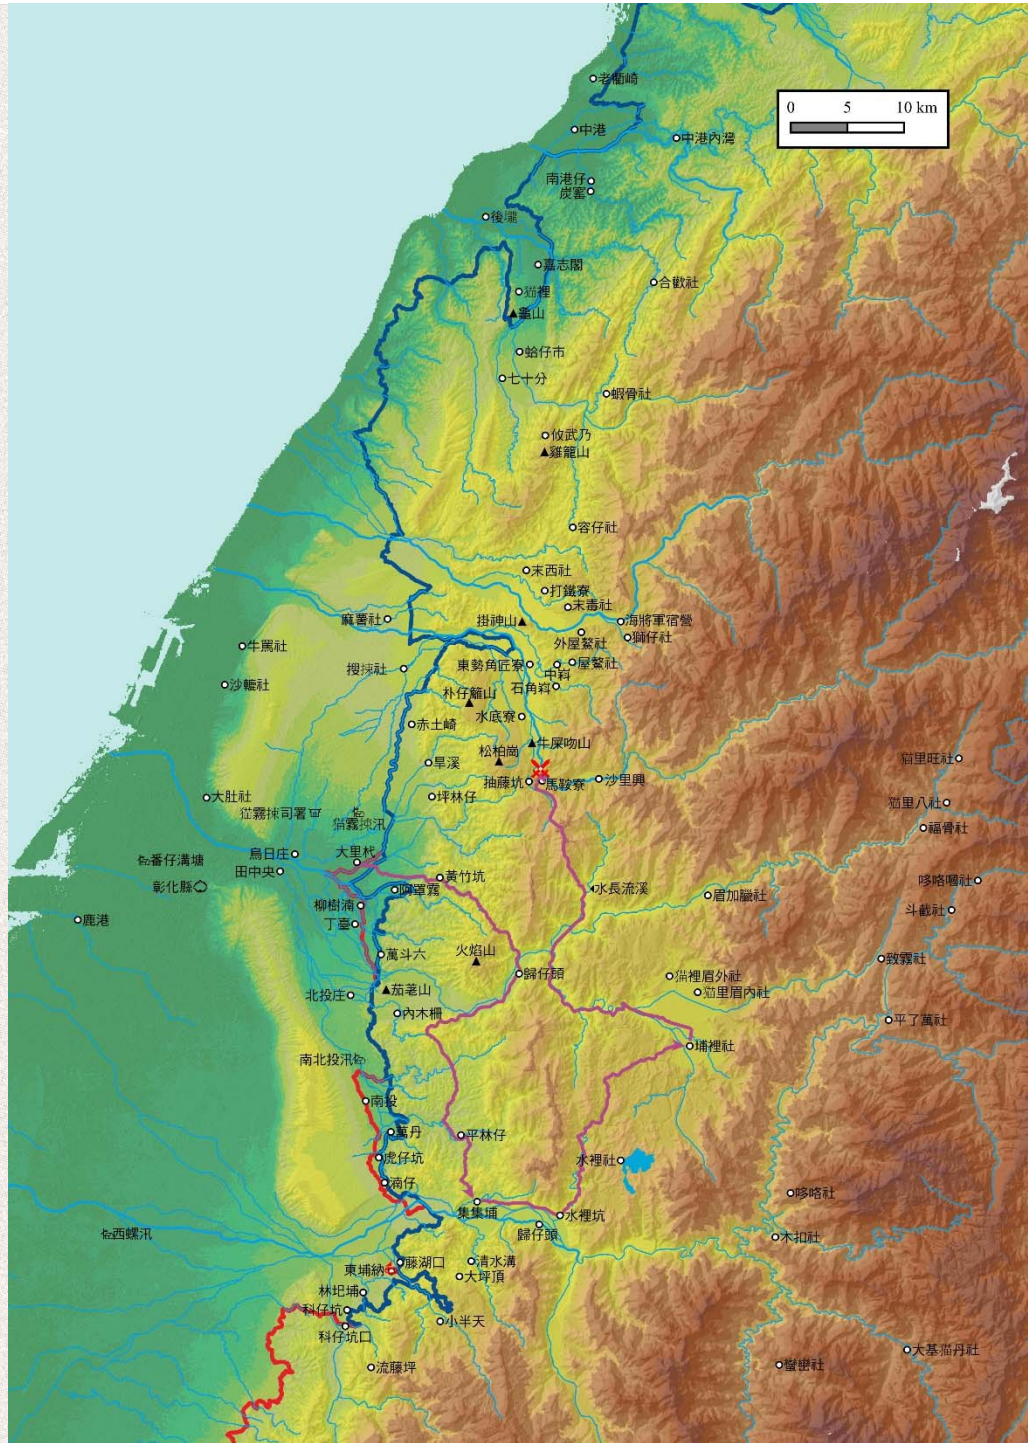 老衢崎
0 5 10 km
中港
中港內灣
南港仔
炭窰
後壠
嘉志閣
合歡社
猫裡
龜山
蛤仔市
七十分
蝦骨社
攸武乃
雞籠山
容仔社
末西社
打鐵寮
末毒社
麻薯社
掛神山
海將軍宿營
獅仔社
外屋鰲社
牛罵社
搜捒社
東勢角匠寮
中嵙
屋鰲社
沙轆社
石角嵙
朴仔籬山
水底寮
赤土崎
牛屎吻山
松柏崗
旱溪
猫里旺社
抽藤坑
馬鞍寮
沙里興
大肚社
坪林仔
猫里八社
猫霧捒司署
猫霧捒汛
福骨社
烏日庄
大里杙
番仔溝塘
田中央
黃竹坑
哆咯嘓社
彰化縣
阿罩霧
水長流溪
眉加臘社
鹿港
柳樹湳
斗截社
丁臺
萬斗六
火焰山
致霧社
歸仔頭
猫裡眉外社
北投庄
茄荖山
猫里眉內社
內木柵
平了萬社
埔裡社
南北投汛
南投
萬丹
平林仔
虎仔坑
水裡社
湳仔
哆咯社
集集埔
水裡坑
歸仔頭
西螺汛
木扣社
藤湖口
清水溝
東埔蚋
大坪頂
林圯埔
科仔坑
小半天
科仔坑口
大基猫丹社
流藤坪
蠻巒社